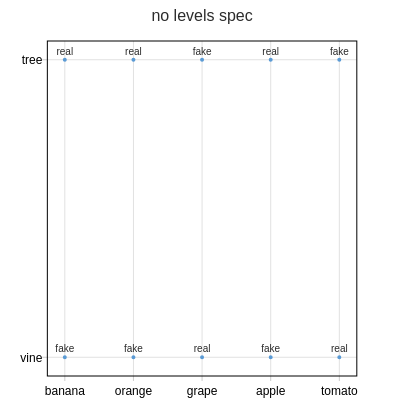 no levels spec
real real fake real fake
tree
fake fake real fake real
vine
banana orange grape apple tomato